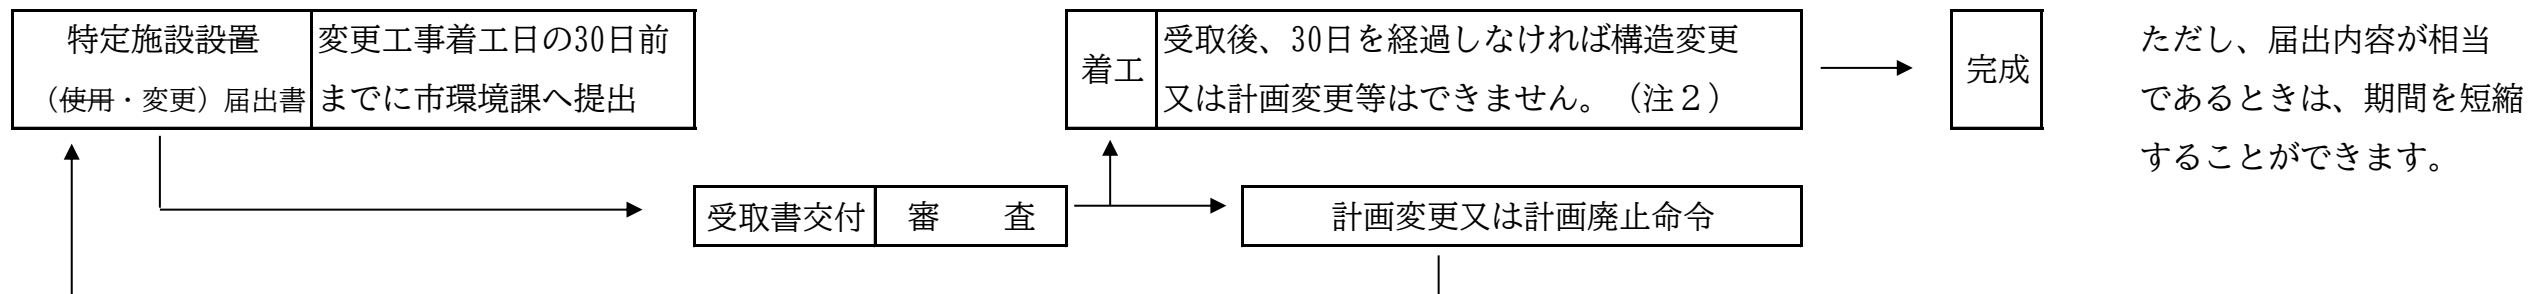 特定施設設置
（使用・変更）届出書
変更工事着工日の30日前
までに市環境課へ提出
着工
受取後、30日を経過しなければ構造変更
又は計画変更等はできません。（注２）
完成
ただし、届出内容が相当
であるときは、期間を短縮
することができます。
受取書交付
審　　査
計画変更又は計画廃止命令